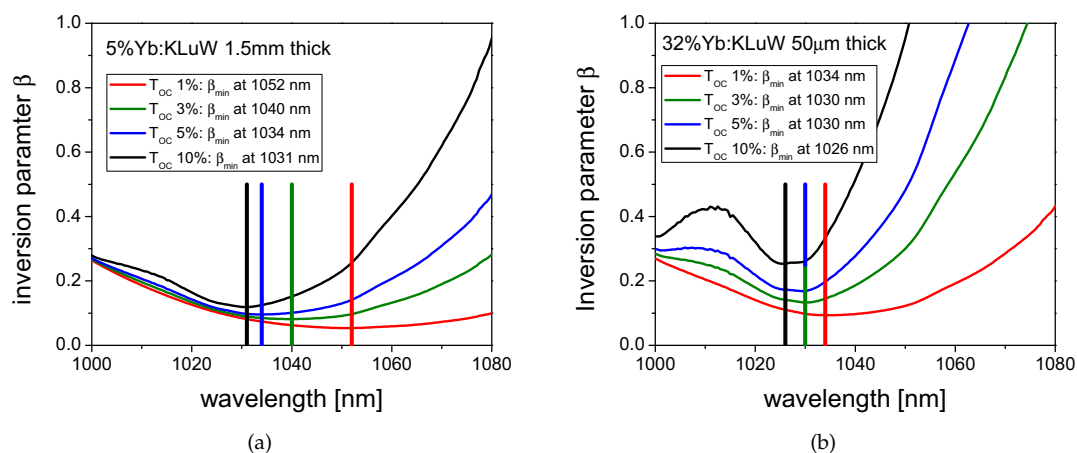 5%Yb:KLuW 1.5mm thick
T_OC 1%: β_min at 1052 nm
T_OC 3%: β_min at 1040 nm
T_OC 5%: β_min at 1034 nm
T_OC 10%: β_min at 1031 nm
inversion paramter β
1.0
0.8
0.6
0.4
0.2
0.0
1000 1020 1040 1060 1080
wavelength [nm]
(a)
32%Yb:KLuW 50μm thick
T_OC 1%: β_min at 1034 nm
T_OC 3%: β_min at 1030 nm
T_OC 5%: β_min at 1030 nm
T_OC 10%: β_min at 1026 nm
Inversion parameter β
1.0
0.8
0.6
0.4
0.2
0.0
1000 1020 1040 1060 1080
wavelength [nm]
(b)